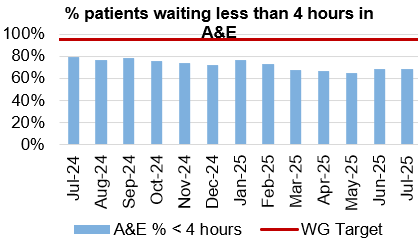 % patients waiting less than 4 hours in
A&E
100%
80%
60%
40%
20%
0%
Jul-24
Aug-24
Sep-24
Oct-24
Nov-24
Dec-24
Jan-25
Feb-25
Mar-25
Apr-25
May-25
Jun-25
Jul-25
A&E % < 4 hours
WG Target